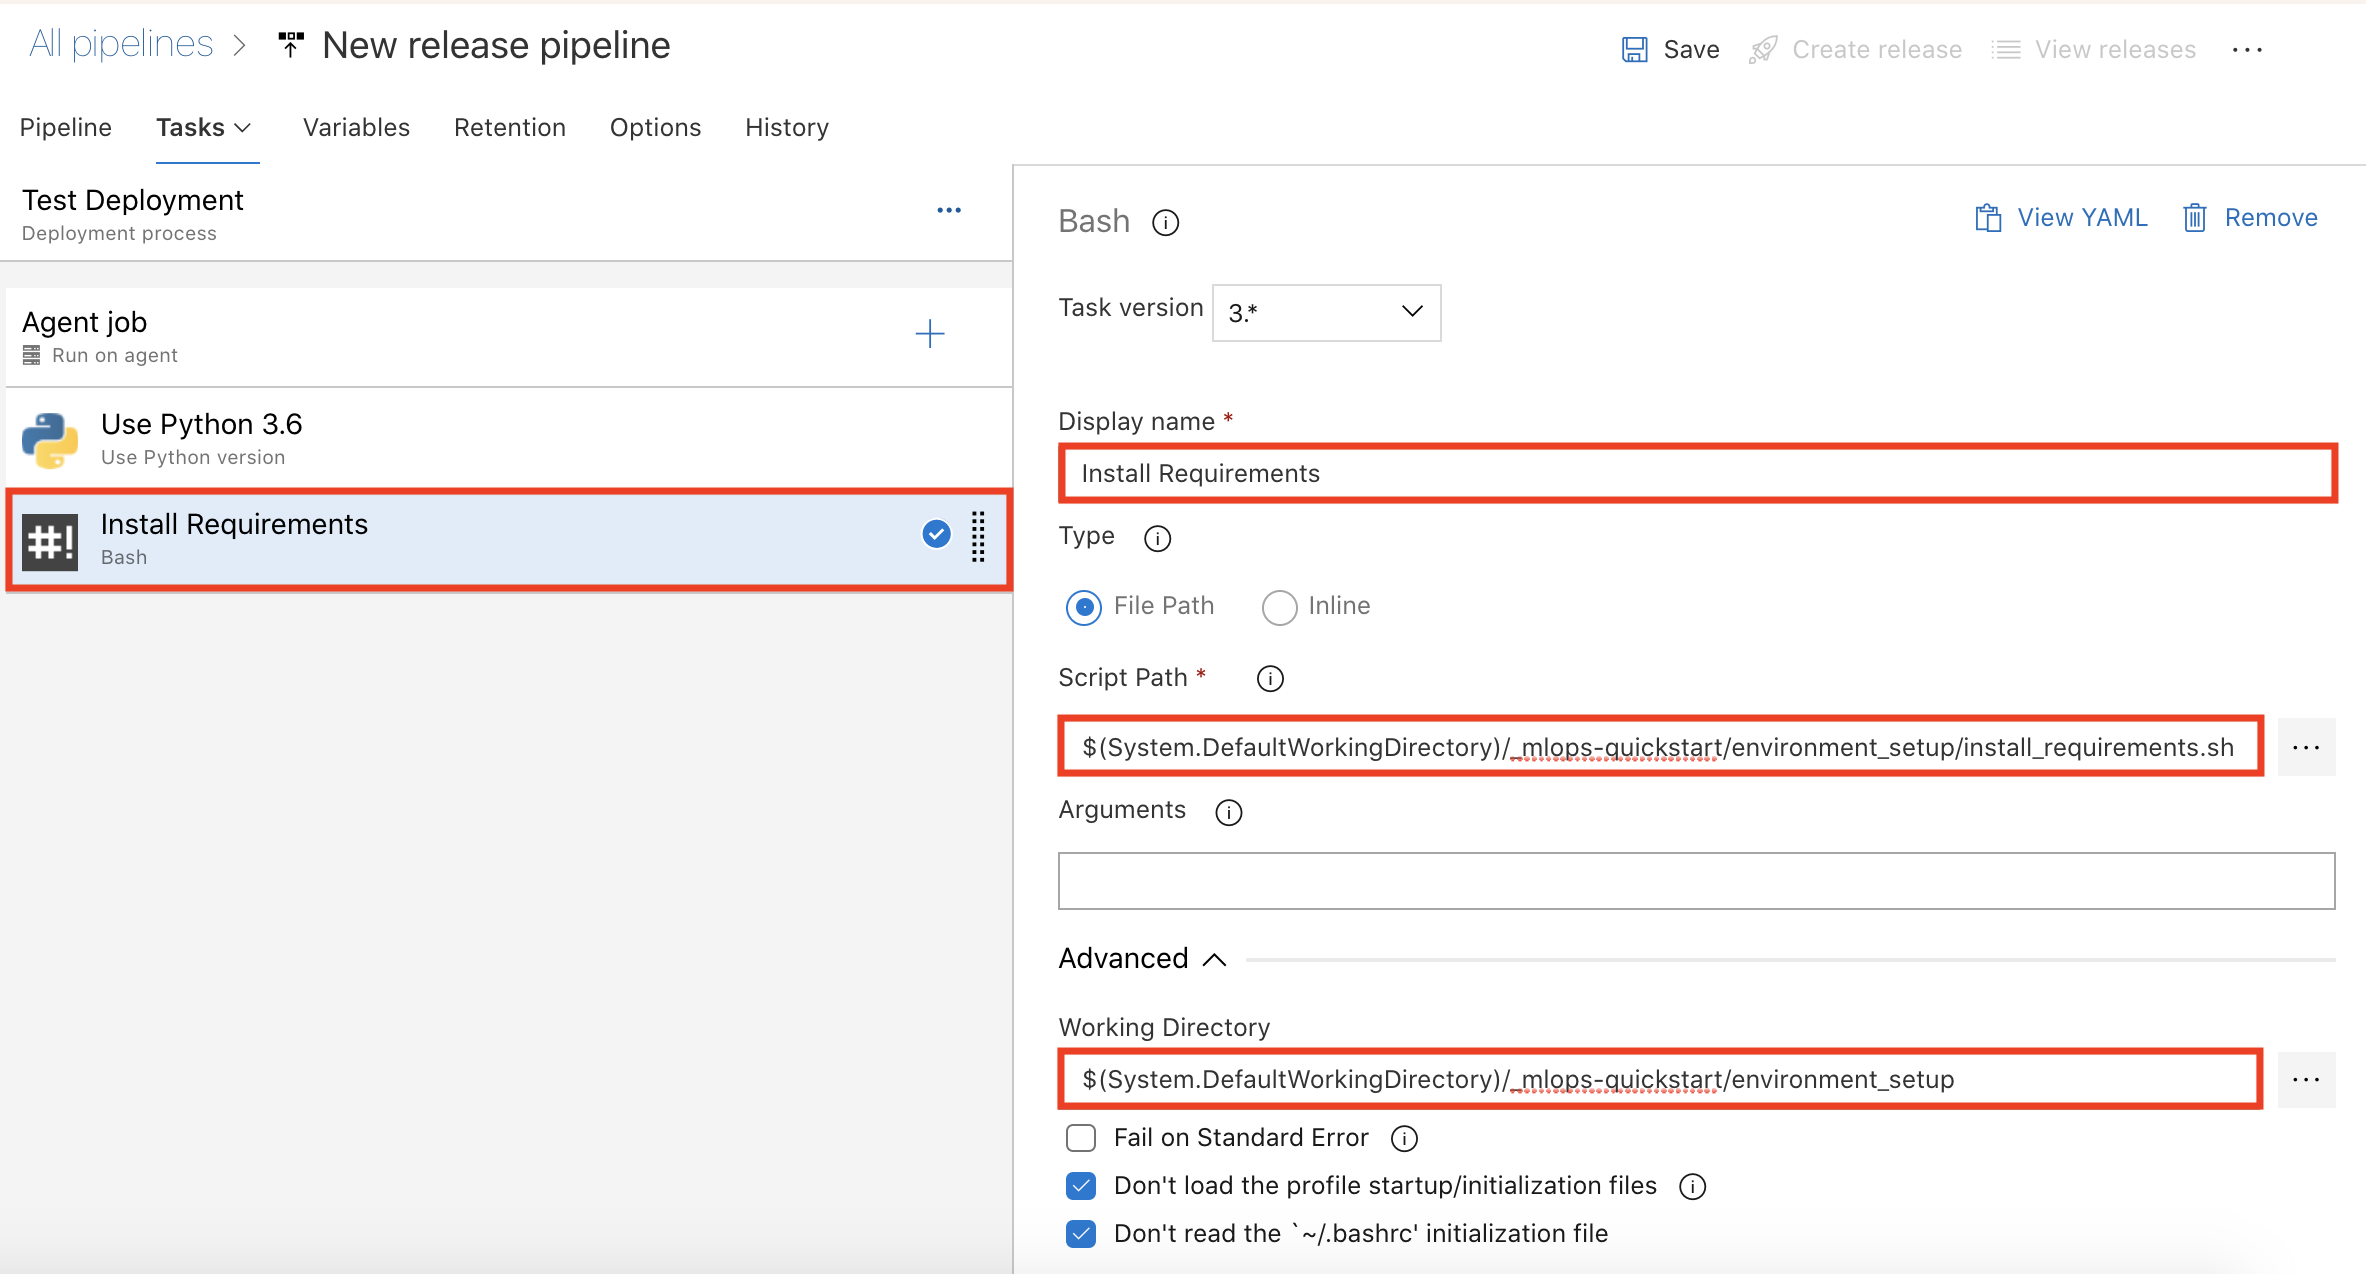 All pipelines > New release pipeline
Save Create release View releases ...
Pipeline Tasks Variables Retention Options History
Test Deployment
Deployment process
...
Agent job
Run on agent
Use Python 3.6
Use Python version
#!
Install Requirements
Bash
Bash
View YAML Remove
Task version 3.*
Display name *
Install Requirements
Type
File Path Inline
Script Path *
$(System.DefaultWorkingDirectory)/_mlops-quickstart/environment_setup/install_requirements.sh
...
Arguments
Advanced
Working Directory
$(System.DefaultWorkingDirectory)/_mlops-quickstart/environment_setup
...
Fail on Standard Error
Don't load the profile startup/initialization files
Don't read the `~/.bashrc' initialization file